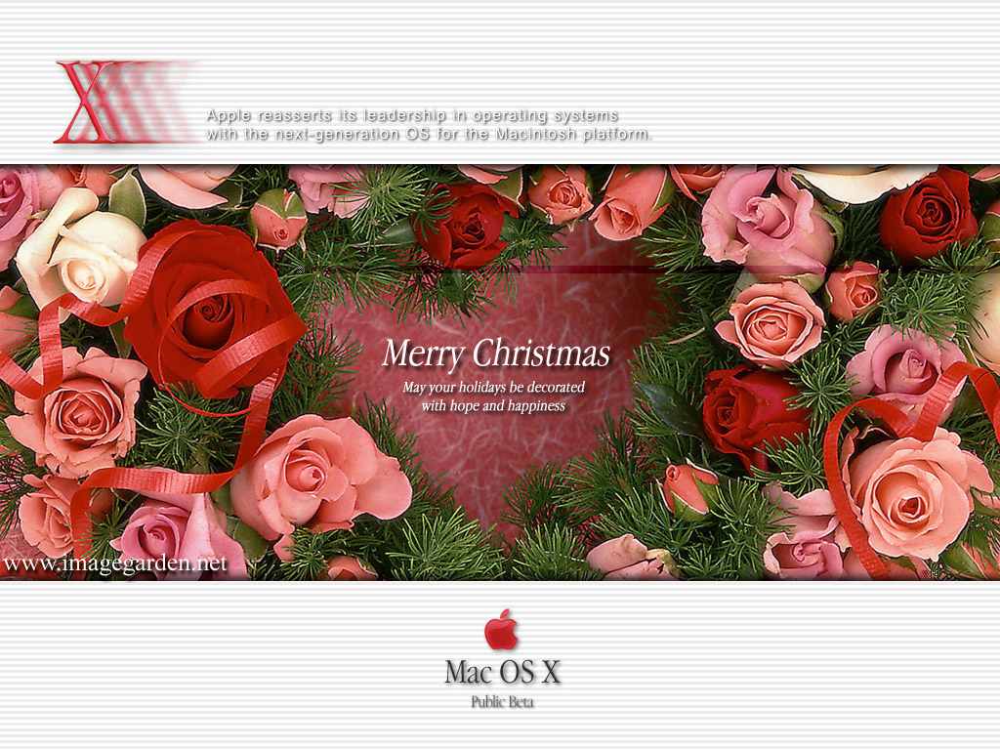 X
Apple reasserts its leadership in operating systems
with the next-generation OS for the Macintosh platform.
Merry Christmas
May your holidays be decorated
with hope and happiness
www.imagegarden.net
Mac OS X
Public Beta